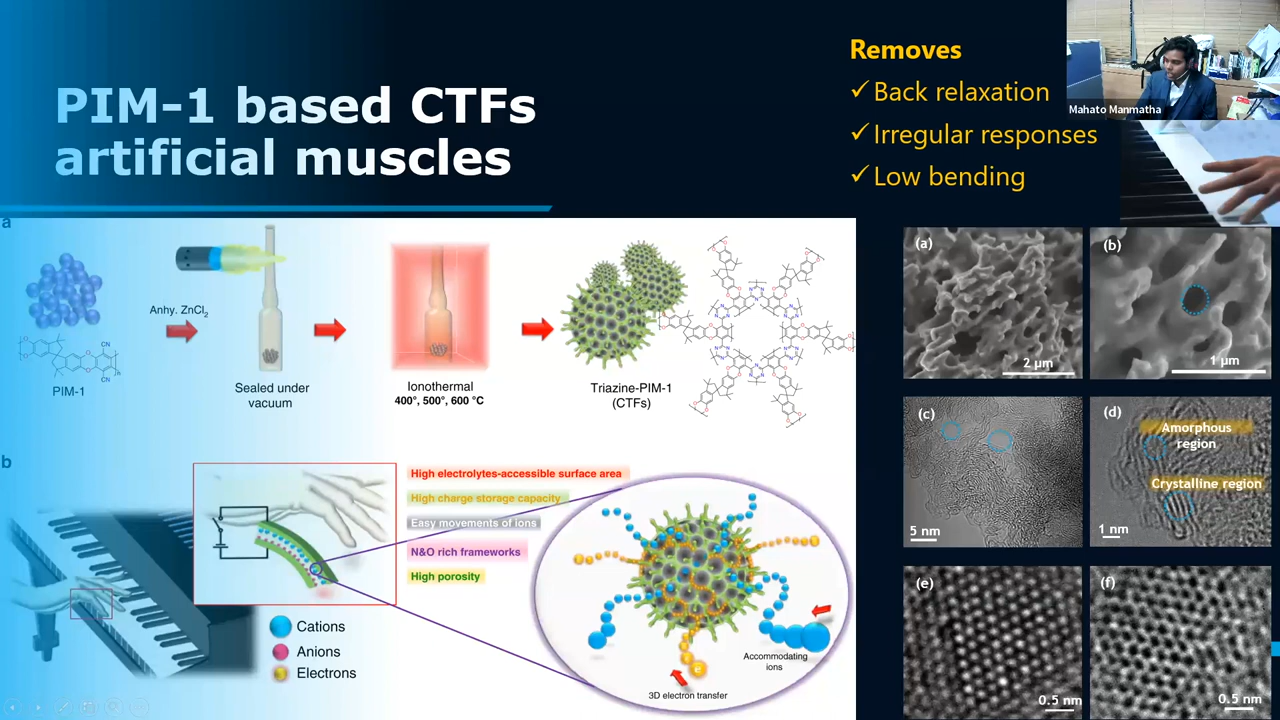 PIM-1 based CTFs
artificial muscles
Removes
✓ Back relaxation
✓ Irregular responses
✓ Low bending
Mahato Manmatha
a
Anhy. ZnCl₂
CN
CN
n
PIM-1
Sealed under
vacuum
Ionothermal
400°, 500°, 600 °C
Triazine-PIM-1
(CTFs)
b
High electrolytes-accessible surface area
High charge storage capacity
Easy movements of ions
N&O rich frameworks
High porosity
Cations
Anions
Electrons
e
Accommodating
ions
3D electron transfer
(a)
2 µm
(b)
1 µm
(c)
5 nm
(d)
Amorphous
region
Crystalline region
1 nm
(e)
0.5 nm
(f)
0.5 nm